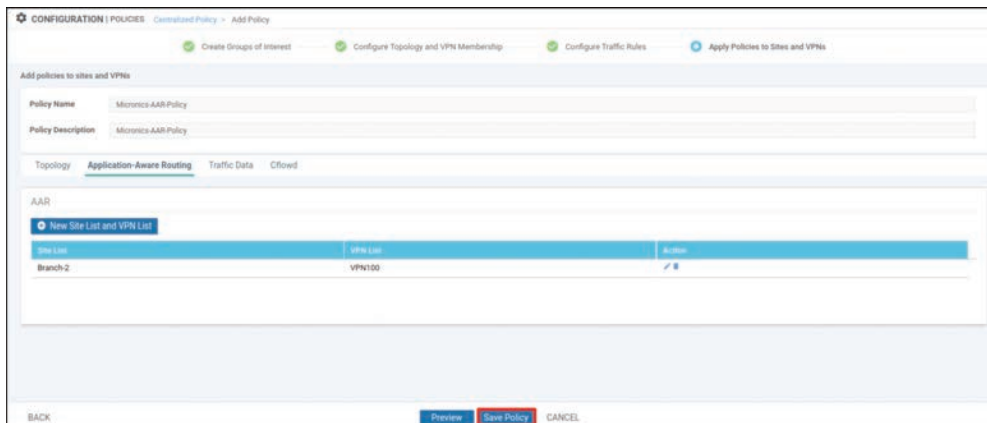 CONFIGURATION | POLICIES Centralized Policy > Add Policy
Create Groups of Interest Configure Topology and VPN Membership Configure Traffic Rules Apply Policies to Sites and VPNs
Add policies to sites and VPNs
Policy Name Micronics-AAR-Policy
Policy Description Micronics-AAR-Policy
Topology Application-Aware Routing Traffic Data Cflowd
AAR
New Site List and VPN List
Site List VPN List Action
Branch-2 VPN100
BACK Preview Save Policy CANCEL